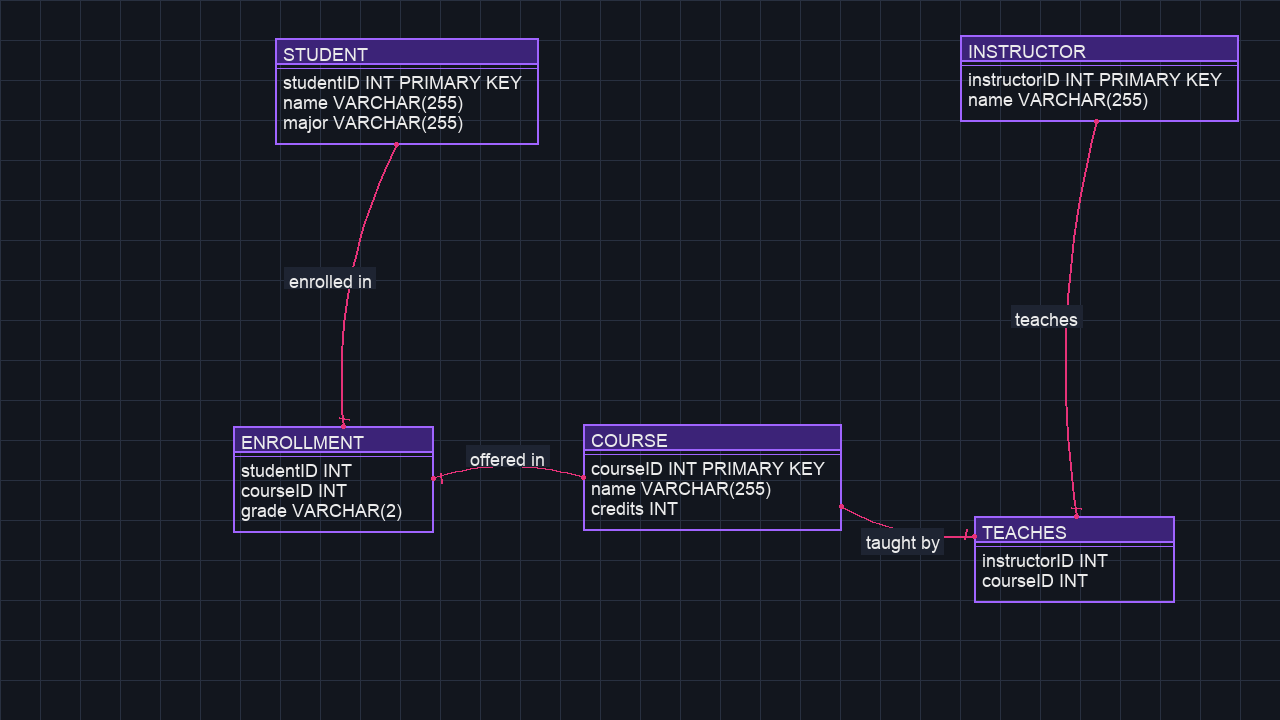 STUDENT
studentID INT PRIMARY KEY
name VARCHAR(255)
major VARCHAR(255)
INSTRUCTOR
instructorID INT PRIMARY KEY
name VARCHAR(255)
enrolled in
teaches
ENROLLMENT
studentID INT
courseID INT
grade VARCHAR(2)
offered in
COURSE
courseID INT PRIMARY KEY
name VARCHAR(255)
credits INT
taught by
TEACHES
instructorID INT
courseID INT